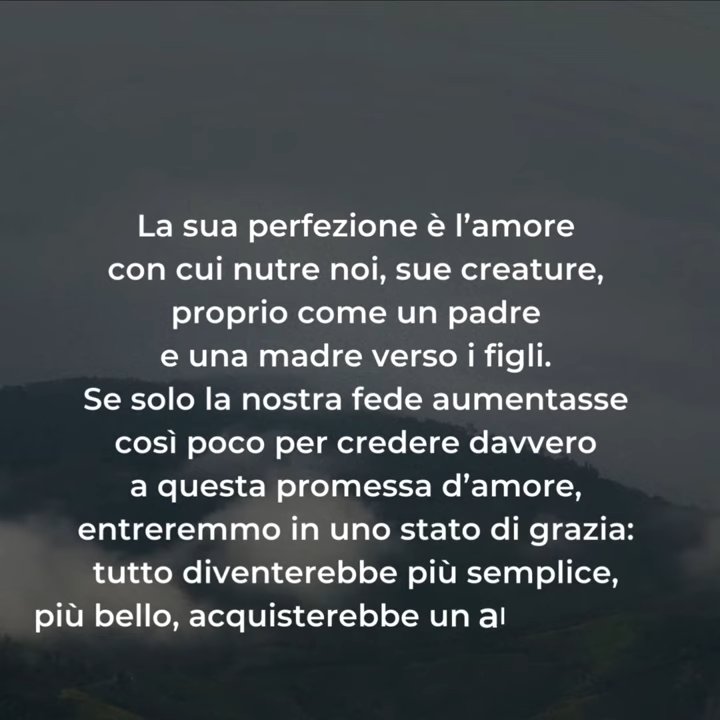 La sua perfezione è l’amore
con cui nutre noi, sue creature,
proprio come un padre
e una madre verso i figli.
Se solo la nostra fede aumentasse
così poco per credere davvero
a questa promessa d’amore,
entreremmo in uno stato di grazia:
tutto diventerebbe più semplice,
più bello, acquisterebbe un